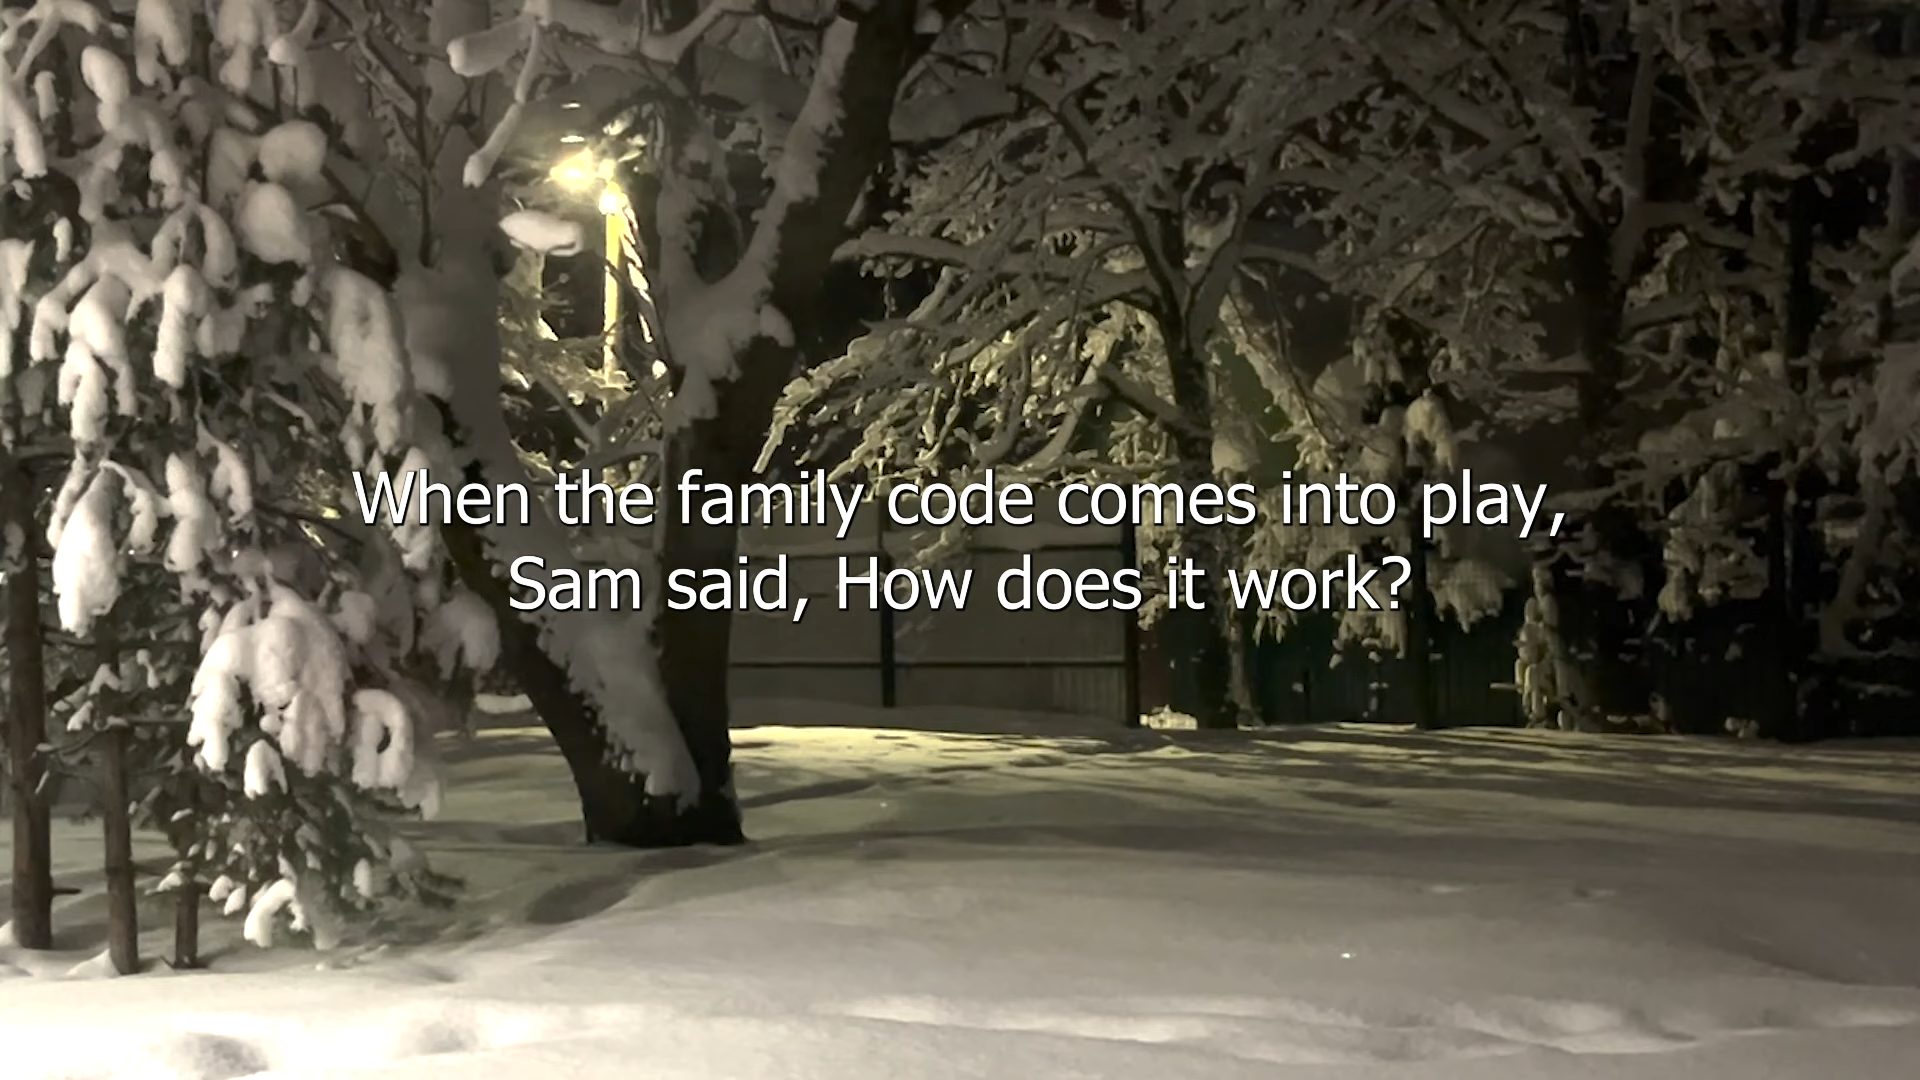 When the family code comes into play,
Sam said, How does it work?